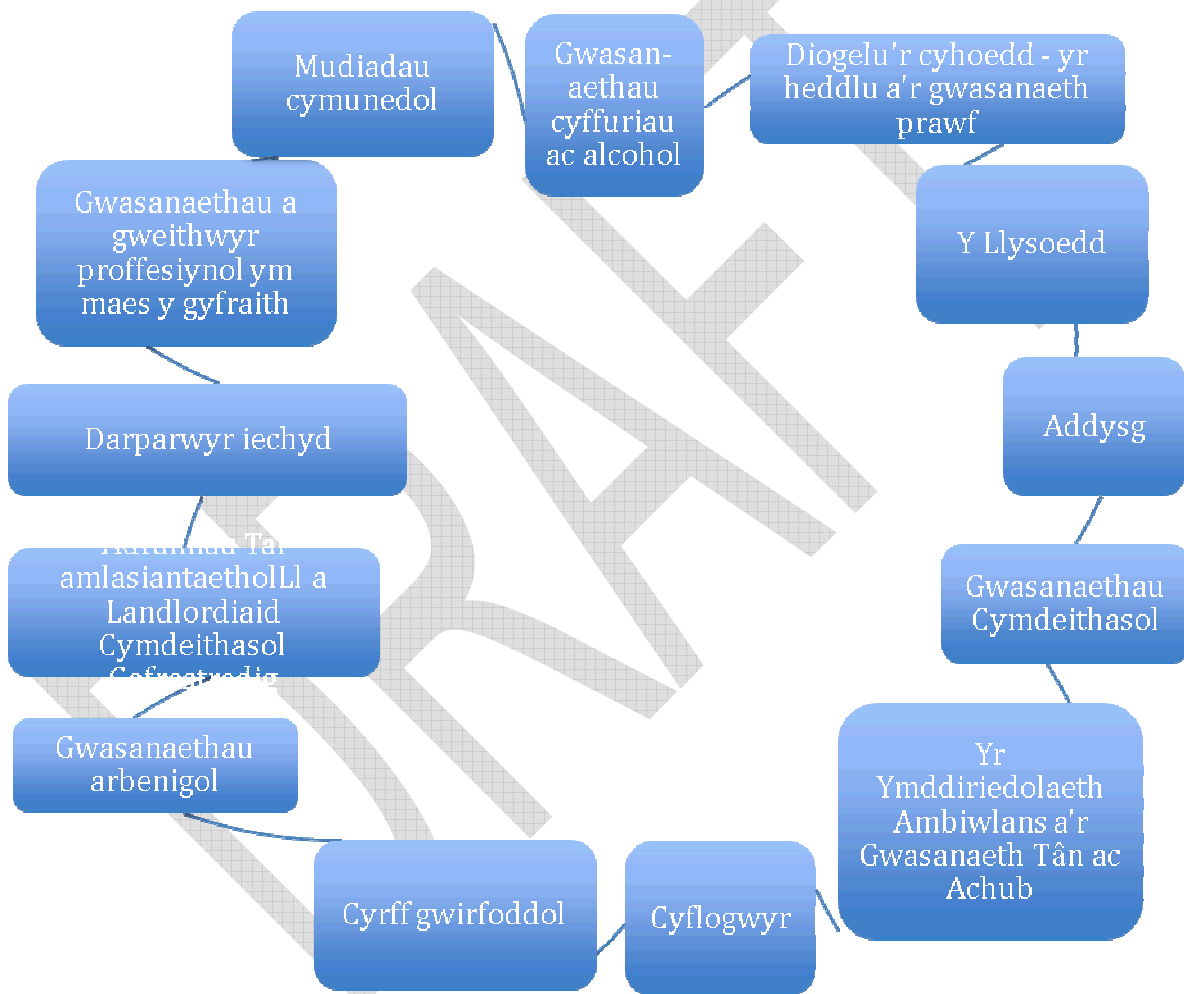 Mudiadau
cymunedol
Gwasan-
aethau
cyffuriau
ac alcohol
Diogelu'r cyhoedd - yr
heddlu a'r gwasanaeth
prawf
Y Llysoedd
Addysg
Gwasanaethau
Cymdeithasol
Yr
Ymddiriedolaeth
Ambiwlans a'r
Gwasanaeth Tân ac
Achub
Cyflogwyr
Cyrff gwirfoddol
Gwasanaethau
arbenigol
Tai
amlasiantaetholLl a
Landlordiaid
Cymdeithasol
Cofrestredig
Darparwyr iechyd
Gwasanaethau a
gweithwyr
proffesiynol ym
maes y gyfraith
DRAFT